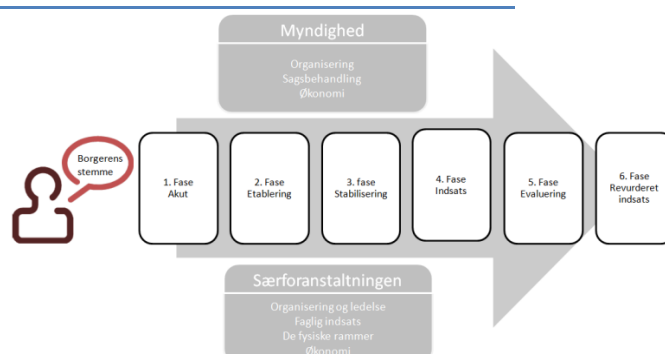 Myndighed
Organisering
Sagsbehandling
Økonomi
Borgerens
stemme
1. Fase
Akut
2. Fase
Etablering
3. fase
Stabilisering
4. Fase
Indsats
5. Fase
Evaluering
6. Fase
Revurderet
indsats
Særforanstaltningen
Organisering og ledelse
Faglig indsats
De fysiske rammer
Økonomi